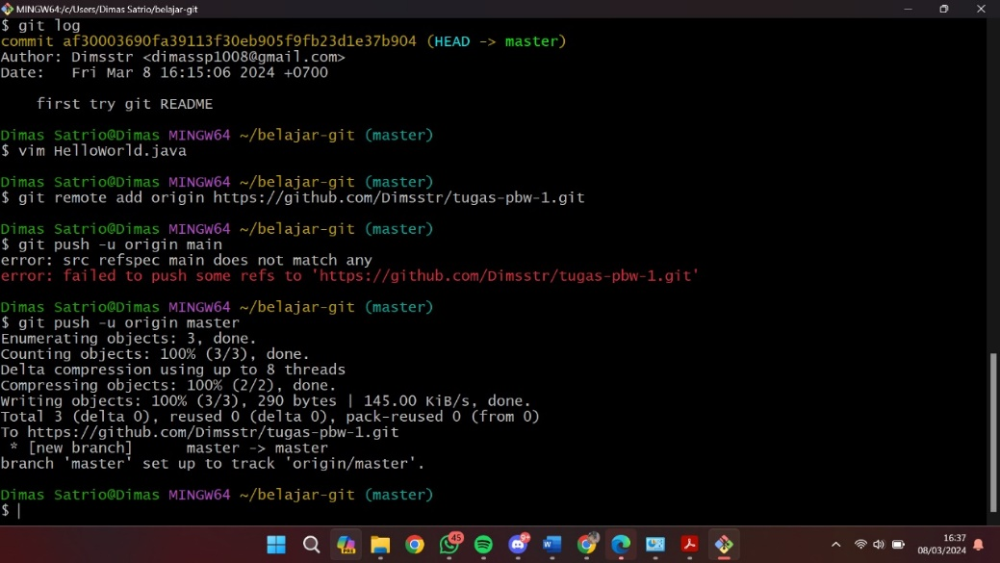 MINGW64:/c/Users/Dimas Satrio/belajar-git
$ git log
commit af30003690fa39113f30eb905f9fb23d1e37b904 (HEAD -> master)
Author: Dimsstr <dimassp1008@gmail.com>
Date:   Fri Mar 8 16:15:06 2024 +0700
    first try git README
Dimas Satrio@Dimas MINGW64 ~/belajar-git (master)
$ vim HelloWorld.java
Dimas Satrio@Dimas MINGW64 ~/belajar-git (master)
$ git remote add origin https://github.com/Dimsstr/tugas-pbw-1.git
Dimas Satrio@Dimas MINGW64 ~/belajar-git (master)
$ git push -u origin main
error: src refspec main does not match any
error: failed to push some refs to 'https://github.com/Dimsstr/tugas-pbw-1.git'
Dimas Satrio@Dimas MINGW64 ~/belajar-git (master)
$ git push -u origin master
Enumerating objects: 3, done.
Counting objects: 100% (3/3), done.
Delta compression using up to 8 threads
Compressing objects: 100% (2/2), done.
Writing objects: 100% (3/3), 290 bytes | 145.00 KiB/s, done.
Total 3 (delta 0), reused 0 (delta 0), pack-reused 0 (from 0)
To https://github.com/Dimsstr/tugas-pbw-1.git
 * [new branch]      master -> master
branch 'master' set up to track 'origin/master'.
Dimas Satrio@Dimas MINGW64 ~/belajar-git (master)
$
PRE
45
9+
16:37
08/03/2024